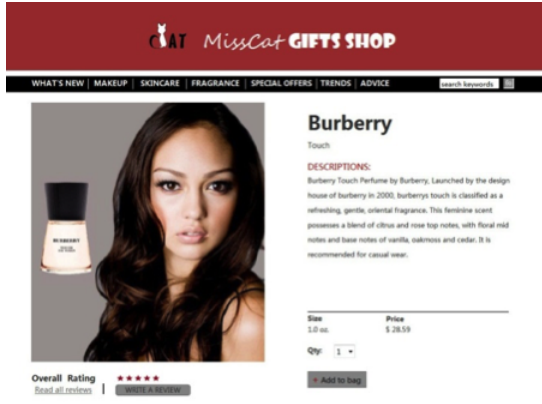 CAT MissCat GIFTS SHOP
WHAT'S NEW | MAKEUP | SKINCARE | FRAGRANCE | SPECIAL OFFERS | TRENDS | ADVICE search keywords
Burberry
Touch
DESCRIPTIONS:
Burberry Touch Perfume by Burberry, Launched by the design
house of burberry in 2000, burberrys touch is classified as a
refreshing, gentle, oriental fragrance. This feminine scent
possesses a blend of citrus and rose top notes, with floral mid
notes and base notes of vanilla, oakmoss and cedar. It is
recommended for casual wear.
BURBERRY
Size Price
1.0 oz. $ 28.59
Qty: 1
+ Add to bag
Overall Rating ★★★★★
Read all reviews | WRITE A REVIEW